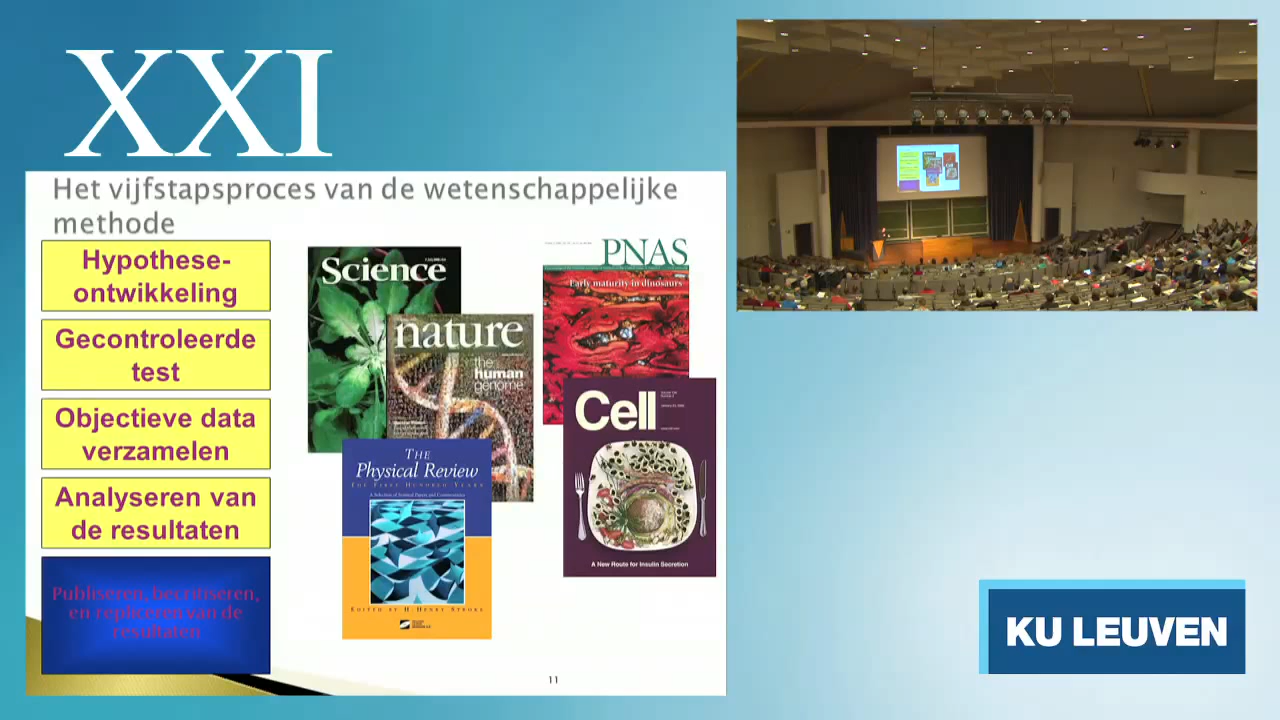 XXI
Het vijfstapsproces van de wetenschappelijke
methode
Hypothese-
ontwikkeling
Gecontroleerde
test
Objectieve data
verzamelen
Analyseren van
de resultaten
Publiseren, becritiseren,
en repliceren van de
resultaten
Science
nature
the
human
genome
PNAS
Early maturity in dinosaurs
Cell
A New Route for Insulin Secretion
THE
Physical Review
THE FIRST HUNDRED YEARS
A Selection of Seminal Papers and Commentaries
EDITED BY H. HENRY STROKE
11
KU LEUVEN